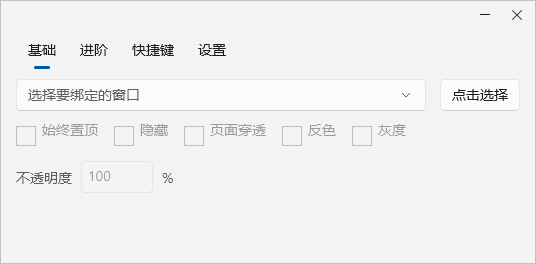 基础 进阶 快捷键 设置
选择要绑定的窗口 点击选择
始终置顶 隐藏 页面穿透 反色 灰度
不透明度 100 %